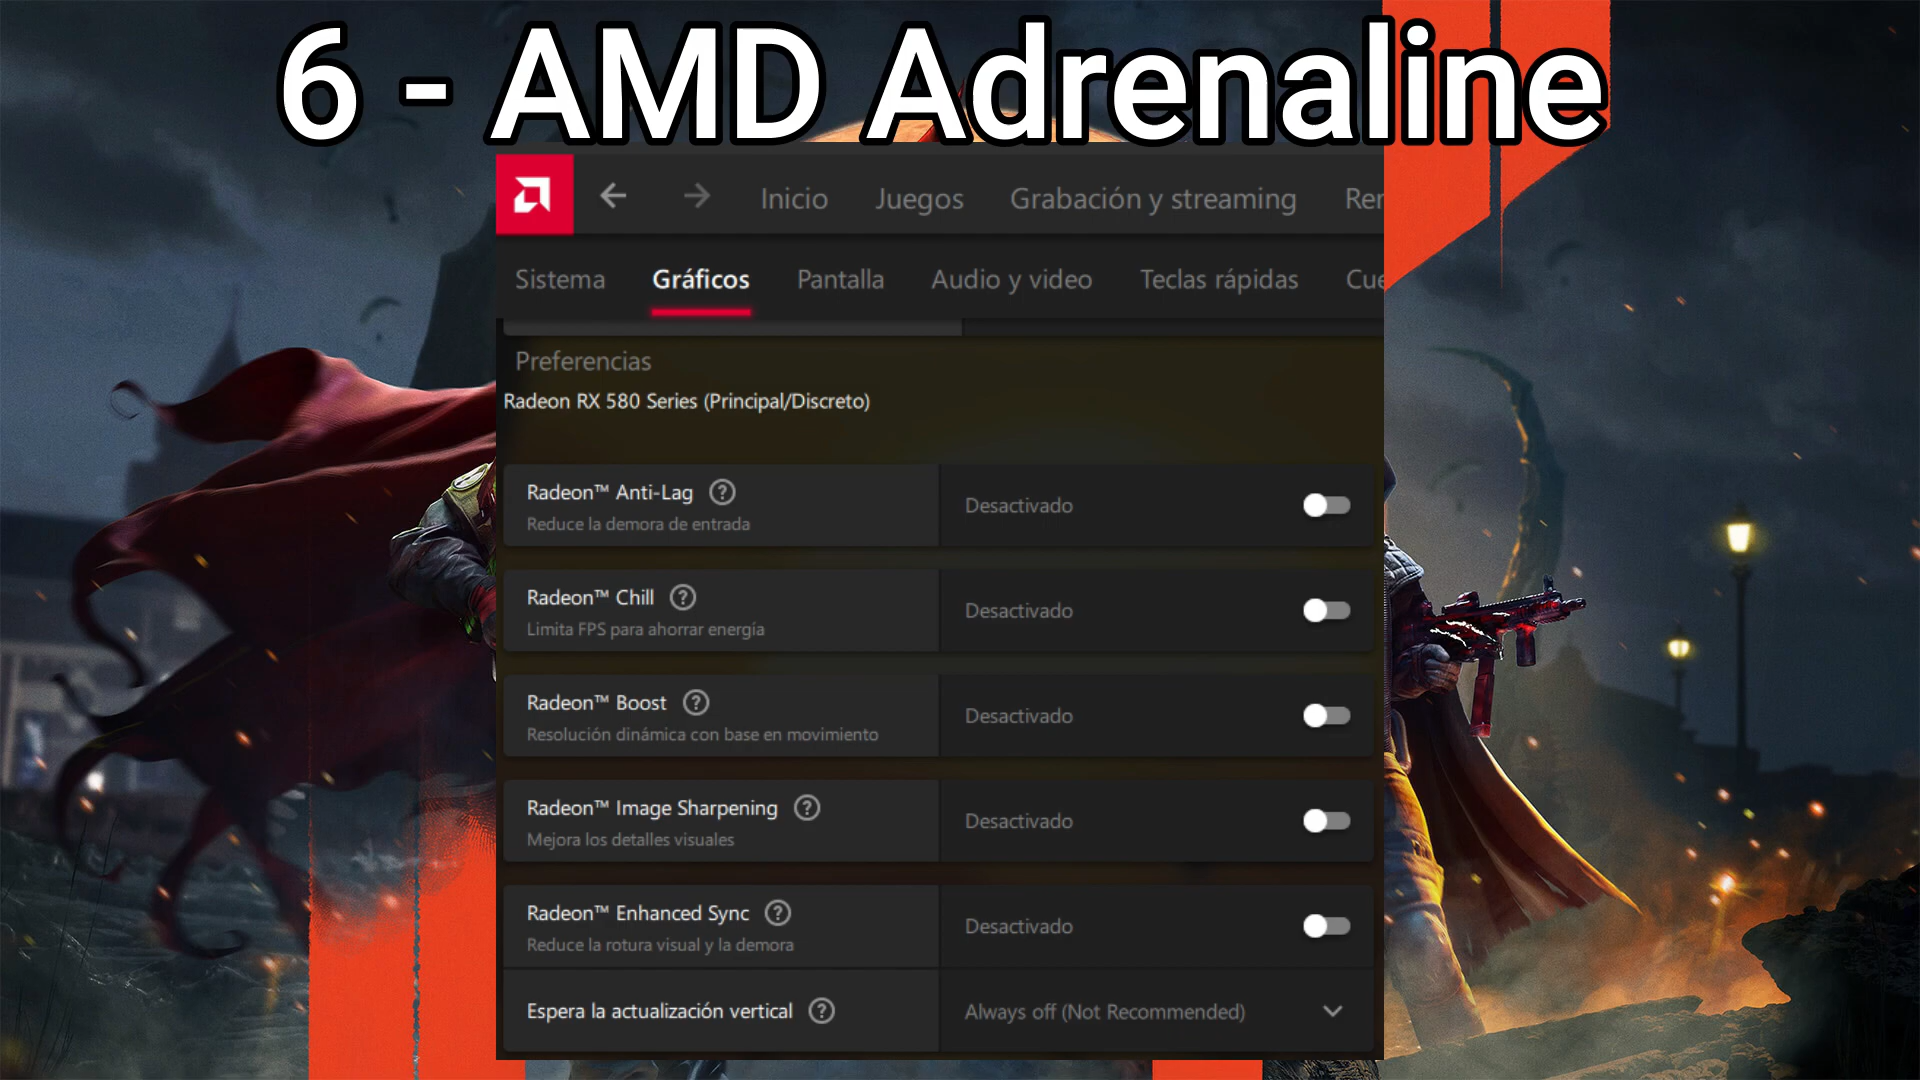 6 - AMD Adrenaline
Inicio Juegos Grabación y streaming Ren
Sistema Gráficos Pantalla Audio y video Teclas rápidas Cue
Preferencias
Radeon RX 580 Series (Principal/Discreto)
Radeon™ Anti-Lag ?
Desactivado
Reduce la demora de entrada
Radeon™ Chill ?
Desactivado
Limita FPS para ahorrar energía
Radeon™ Boost ?
Desactivado
Resolución dinámica con base en movimiento
Radeon™ Image Sharpening ?
Desactivado
Mejora los detalles visuales
Radeon™ Enhanced Sync ?
Desactivado
Reduce la rotura visual y la demora
Espera la actualización vertical ?
Always off (Not Recommended)